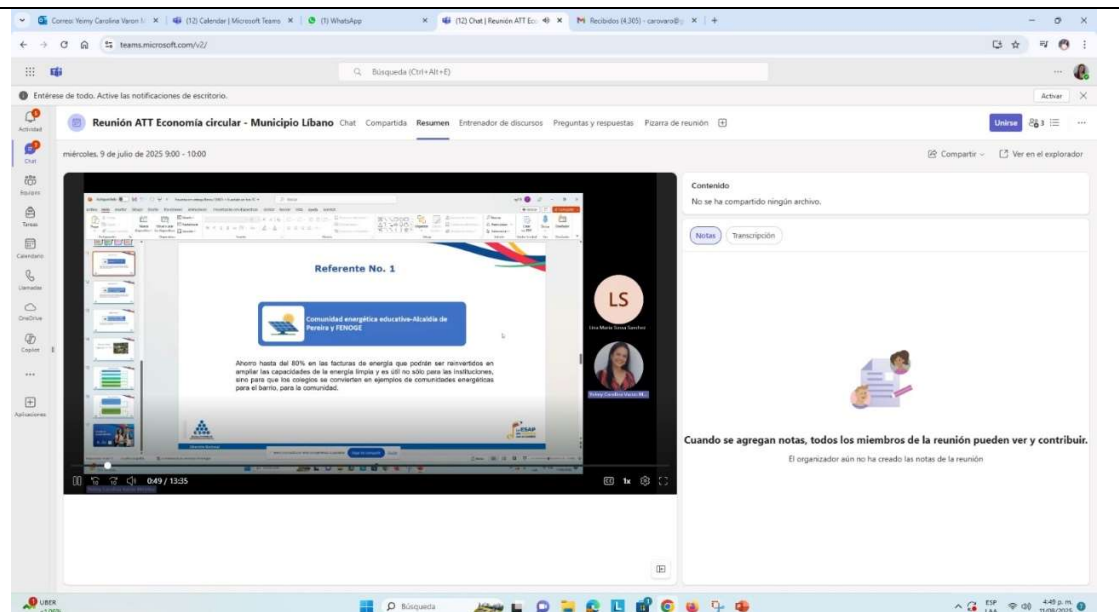 Correo: Yeimy Carolina Varon
(12) Calendar | Microsoft Teams
(1) WhatsApp
(12) Chat | Reunión ATT Eco
Recibidos (4.305) - carovaro@
teams.microsoft.com/v2/
Búsqueda (Ctrl+Alt+E)
Entérese de todo. Active las notificaciones de escritorio.
Activar
Actividad
Chat
Equipos
Tareas
Calendario
Llamadas
OneDrive
Copilot
Aplicaciones
Reunión ATT Economía circular - Municipio Líbano
Chat Compartida Resumen Entrenador de discursos Preguntas y respuestas Pizarra de reunión
Unirse
miércoles, 9 de julio de 2025 9:00 - 10:00
Compartir
Ver en el explorador
Referente No. 1
Comunidad energética educativa-Alcaldía de
Pereira y FENOGE
Ahorro hasta del 80% en las facturas de energía que podrán ser reinvertidos en
ampliar las capacidades de la energía limpia y es útil no sólo para las instituciones,
sino para que los colegios se convierten en ejemplos de comunidades energéticas
para el barrio, para la comunidad.
ESAP
LS
0:49 / 13:35
1x
Contenido
No se ha compartido ningún archivo.
Notas
Transcripción
Cuando se agregan notas, todos los miembros de la reunión pueden ver y contribuir.
El organizador aún no ha creado las notas de la reunión
UBER
Búsqueda
ESP
LAA
4:49 p. m.
11/08/2025